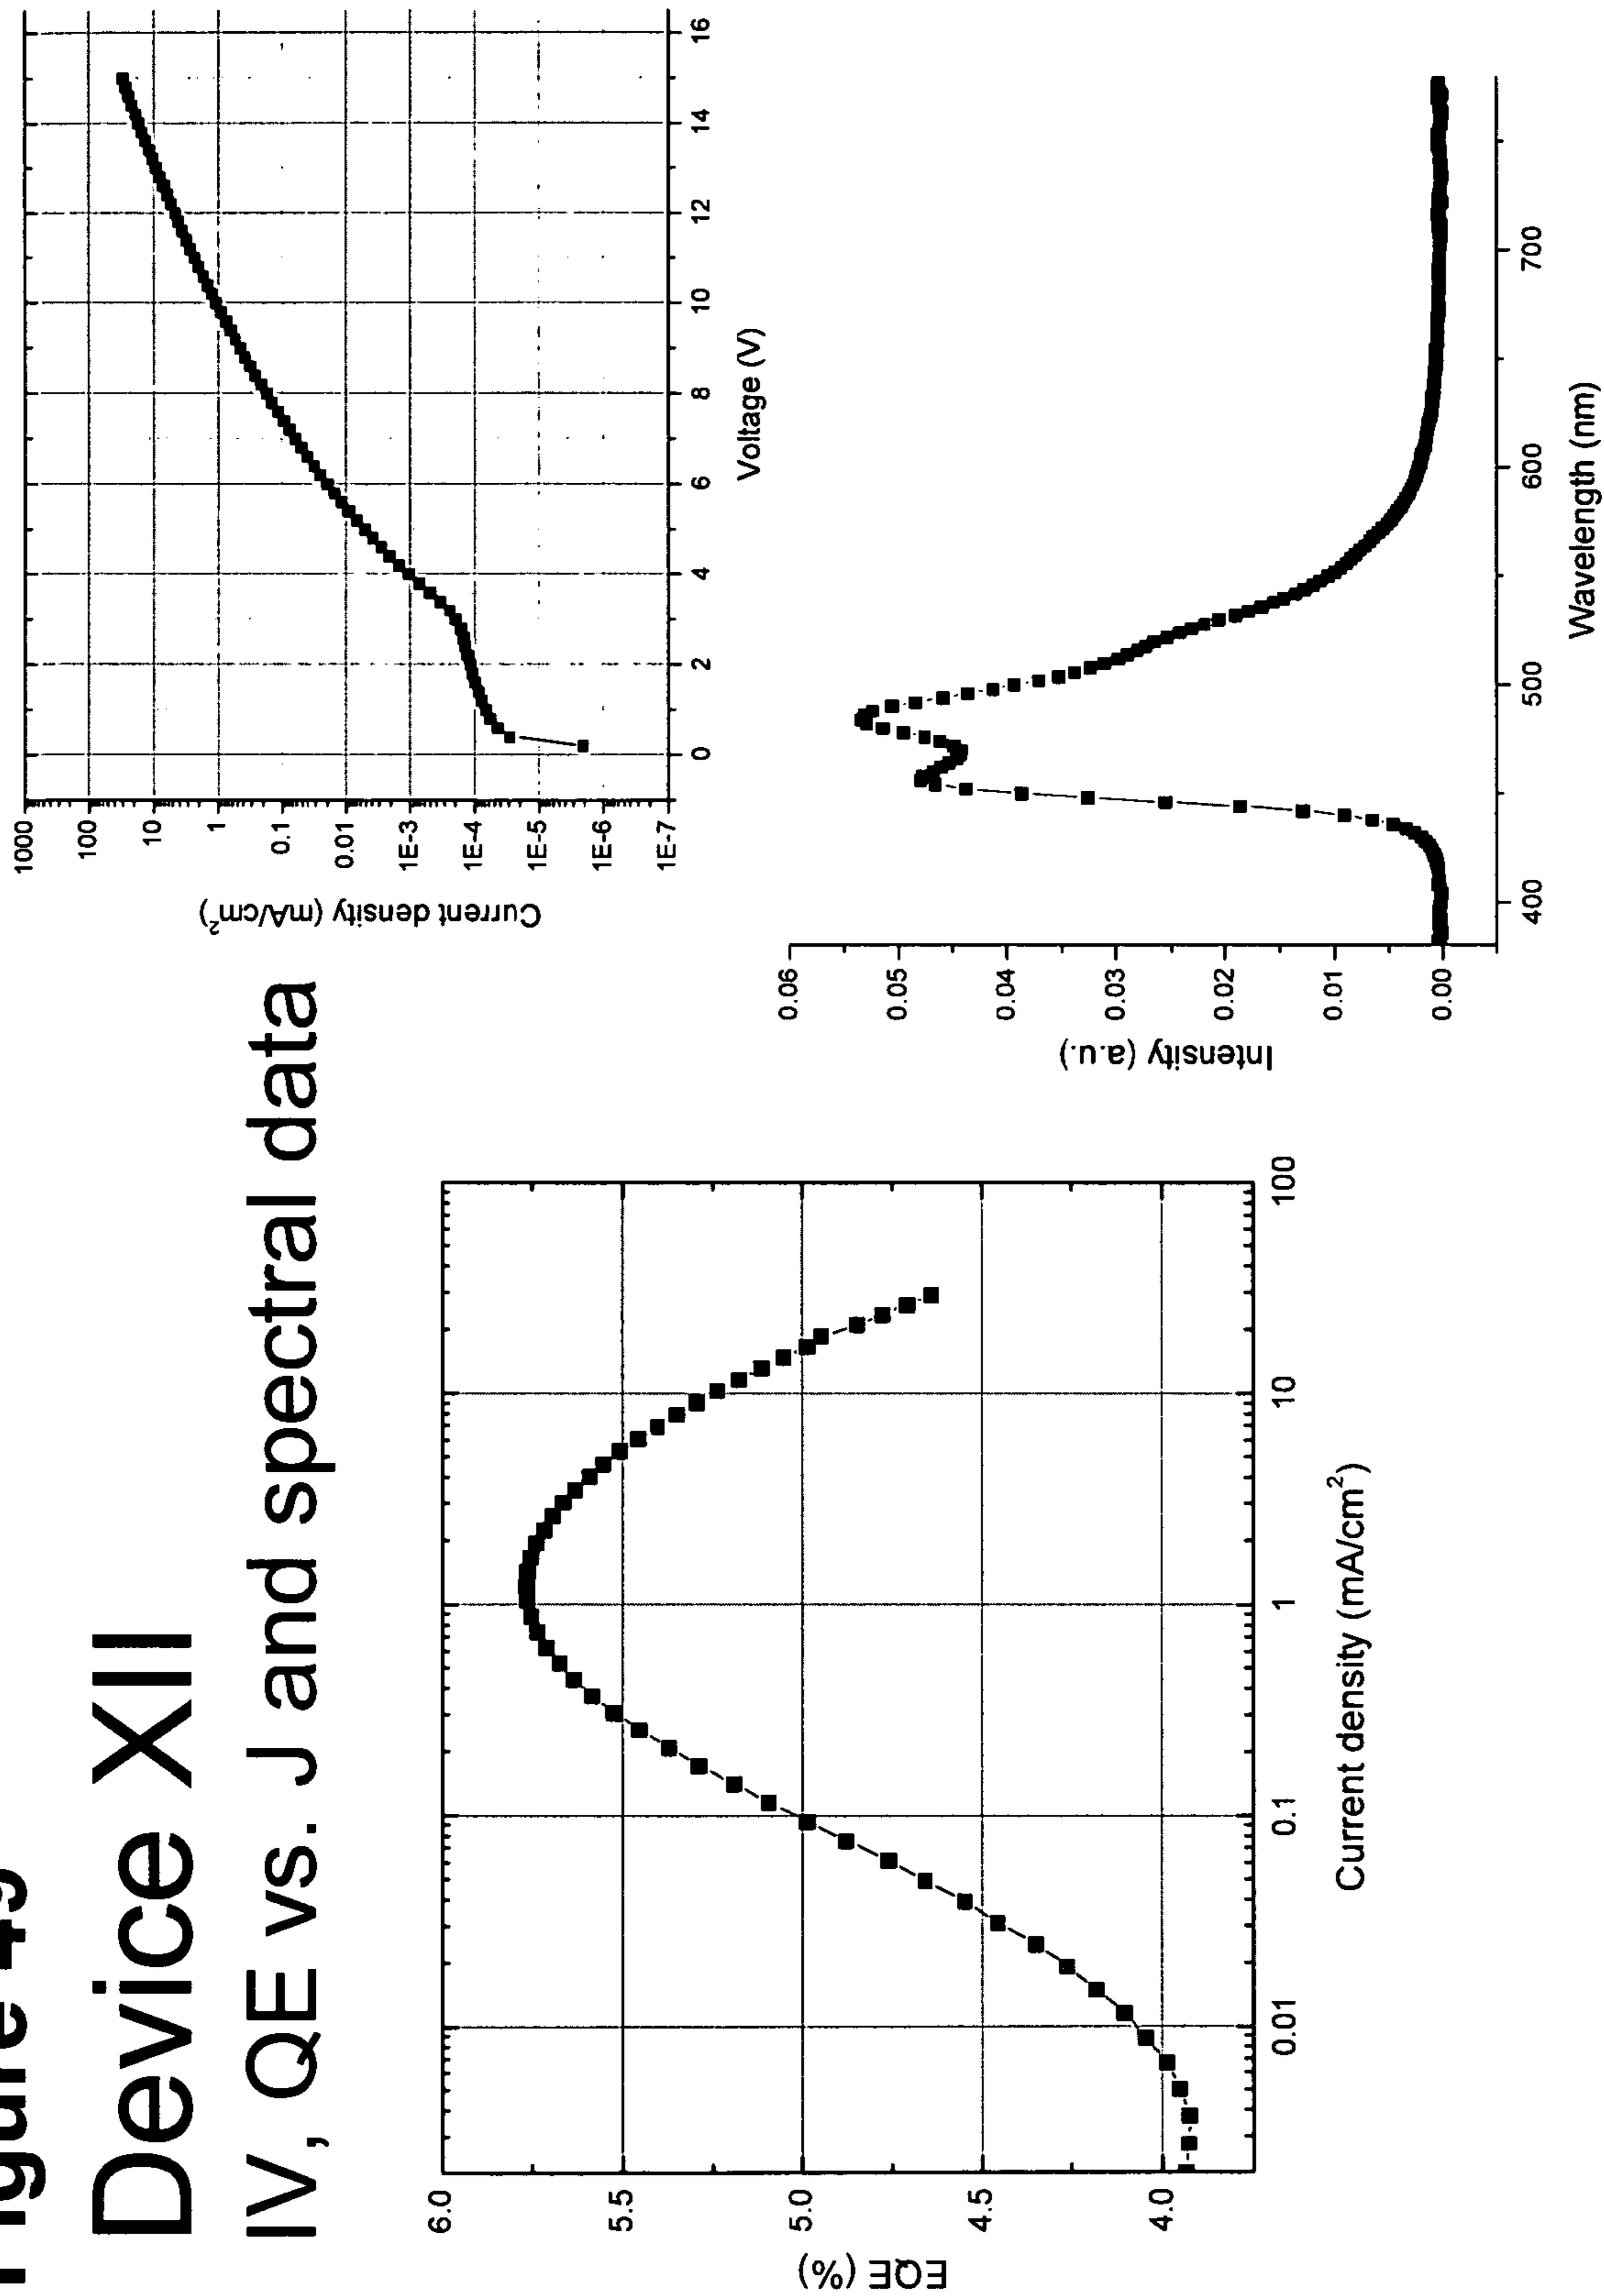 Figure 49
Device XII
IV, QE vs. J and spectral data
EQE (%)
6.0
5.5
5.0
4.5
4.0
0.01
0.1
1
10
100
Current density (mA/cm²)
Current density (mA/cm²)
1000
100
10
1
0.1
0.01
1E-3
1E-4
1E-5
1E-6
1E-7
0
2
4
6
8
10
12
14
16
Voltage (V)
Intensity (a.u.)
0.06
0.05
0.04
0.03
0.02
0.01
0.00
400
500
600
700
Wavelength (nm)